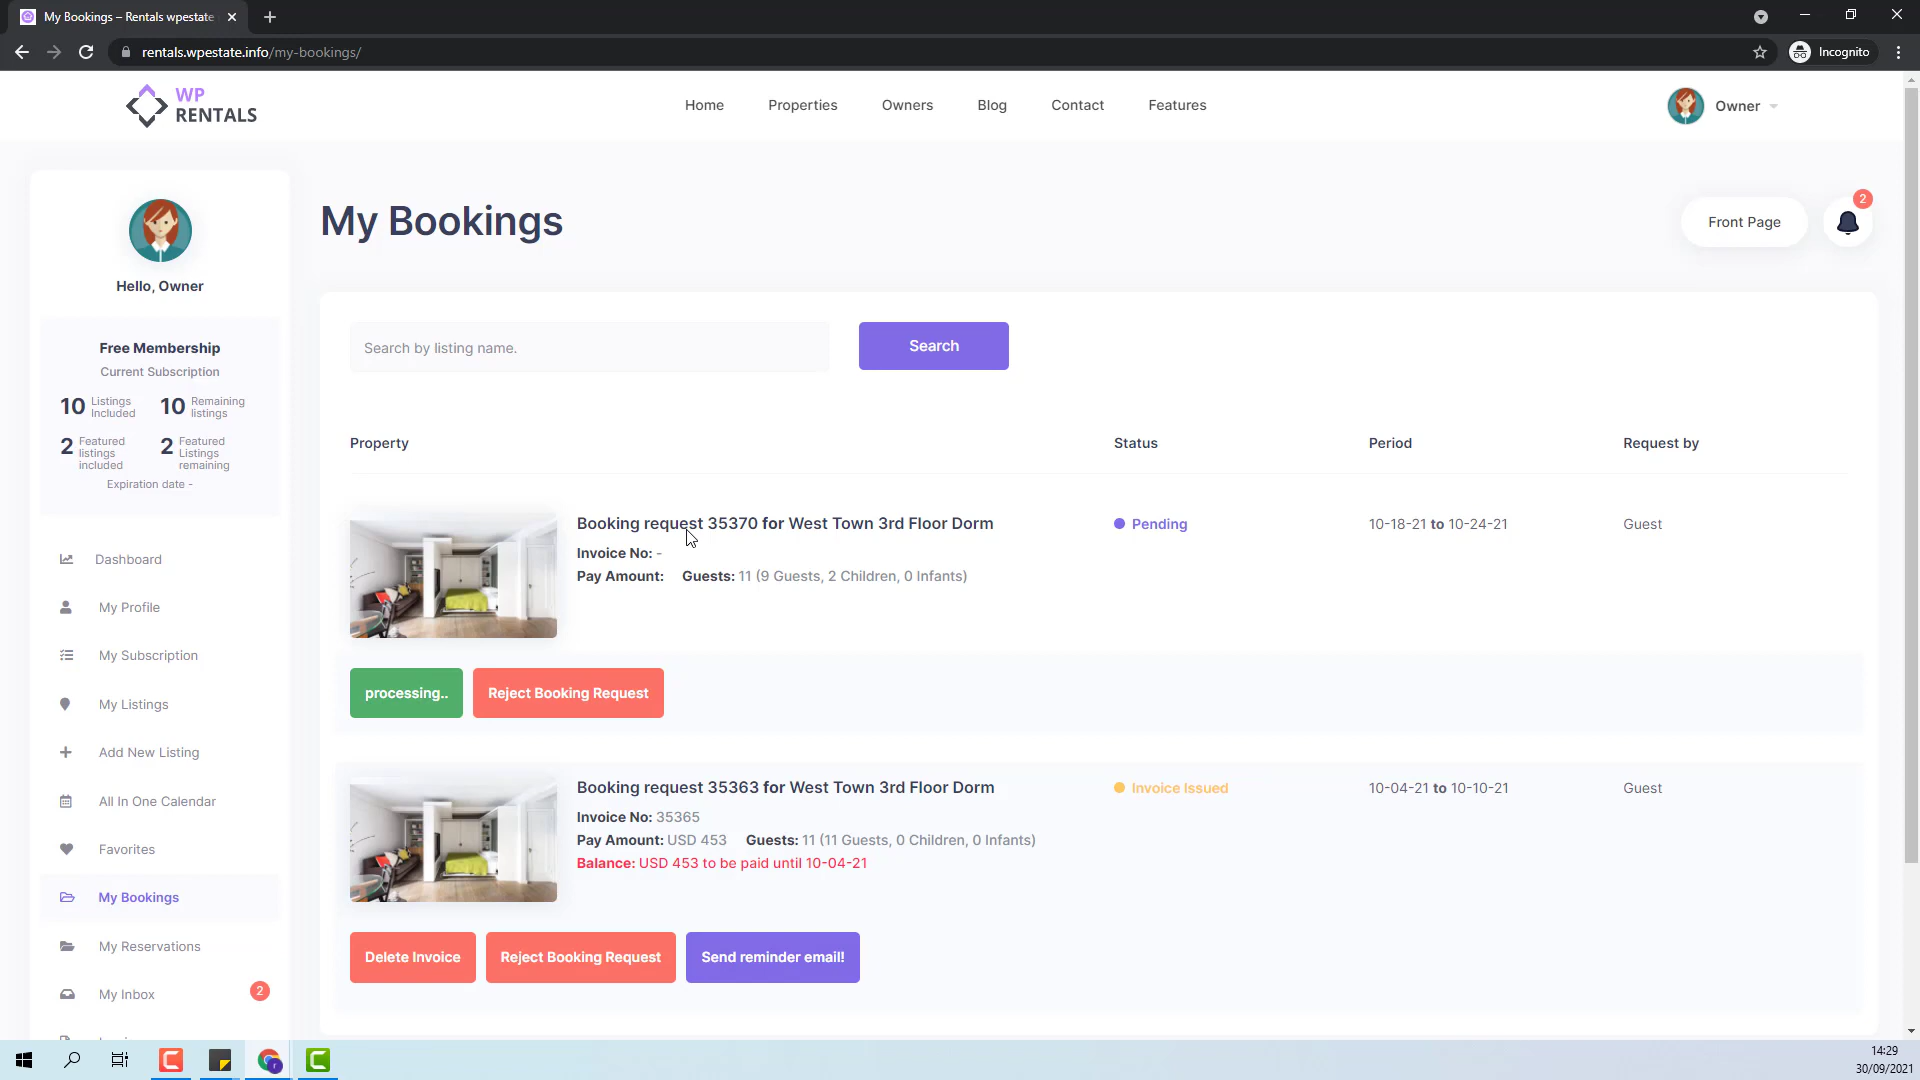 My Bookings – Rentals wpestate
rentals.wpestate.info/my-bookings/
Incognito
WP
RENTALS
Home
Properties
Owners
Blog
Contact
Features
Owner
Hello, Owner
Free Membership
Current Subscription
10 Listings Included
10 Remaining listings
2 Featured listings included
2 Featured Listings remaining
Expiration date -
Dashboard
My Profile
My Subscription
My Listings
Add New Listing
All In One Calendar
Favorites
My Bookings
My Reservations
My Inbox
2
My Bookings
Front Page
2
Search by listing name.
Search
Property
Status
Period
Request by
Booking request 35370 for West Town 3rd Floor Dorm
Pending
10-18-21 to 10-24-21
Guest
Invoice No: -
Pay Amount: Guests: 11 (9 Guests, 2 Children, 0 Infants)
processing..
Reject Booking Request
Booking request 35363 for West Town 3rd Floor Dorm
Invoice Issued
10-04-21 to 10-10-21
Guest
Invoice No: 35365
Pay Amount: USD 453 Guests: 11 (11 Guests, 0 Children, 0 Infants)
Balance: USD 453 to be paid until 10-04-21
Delete Invoice
Reject Booking Request
Send reminder email!
14:29
30/09/2021